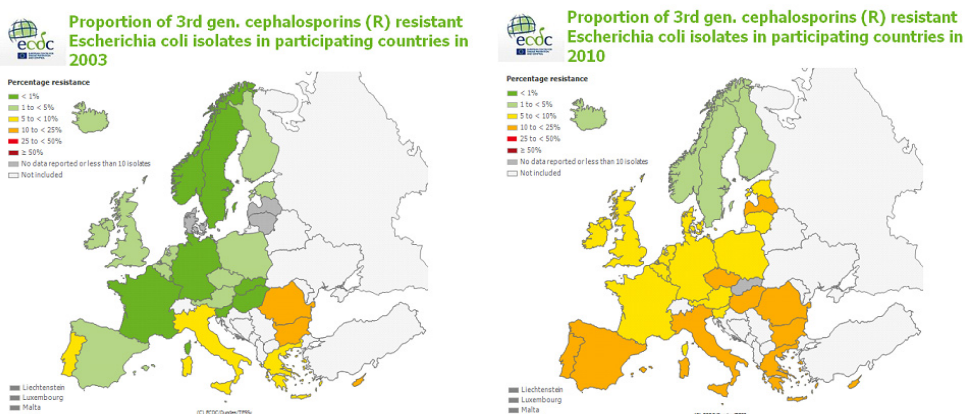 Proportion of 3rd gen. cephalosporins (R) resistant
Escherichia coli isolates in participating countries in
2003
ecdc
Percentage resistance
< 1%
1 to < 5%
5 to < 10%
10 to < 25%
25 to < 50%
≥ 50%
No data reported or less than 10 isolates
Not included
Liechtenstein
Luxembourg
Malta
Proportion of 3rd gen. cephalosporins (R) resistant
Escherichia coli isolates in participating countries in
2010
ecdc
Percentage resistance
< 1%
1 to < 5%
5 to < 10%
10 to < 25%
25 to < 50%
≥ 50%
No data reported or less than 10 isolates
Not included
Liechtenstein
Luxembourg
Malta